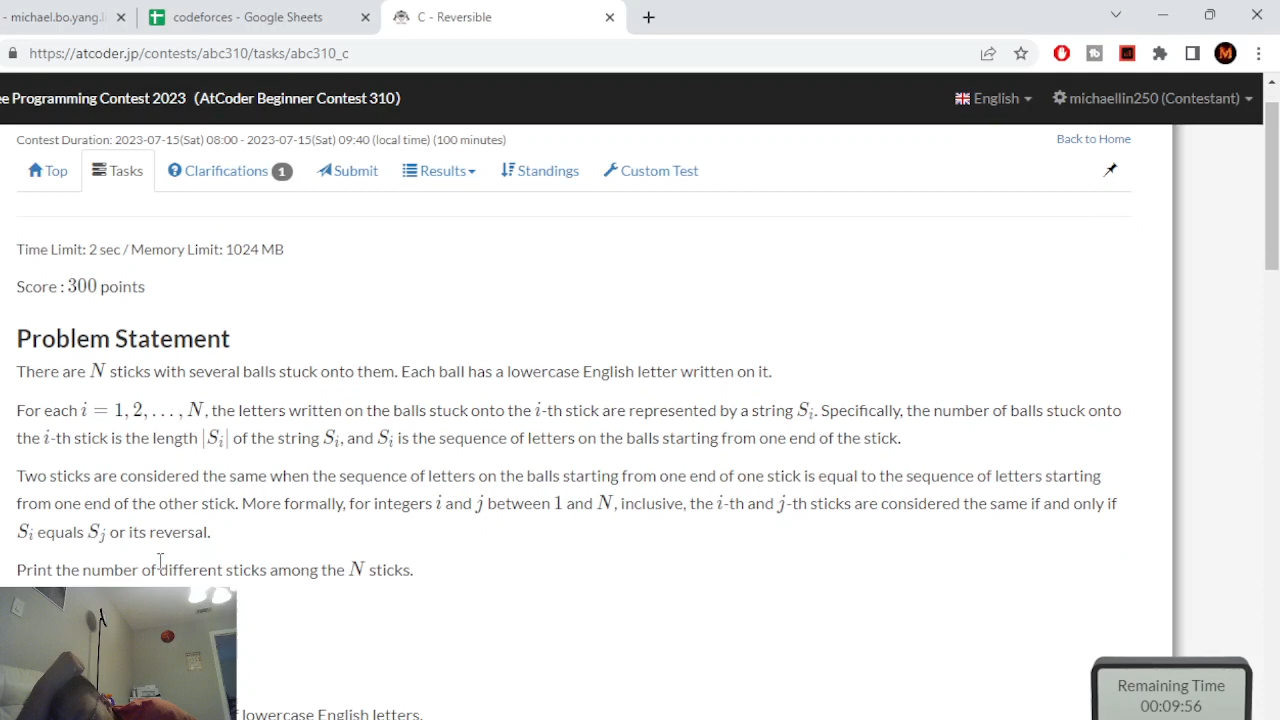 - michael.bo.yang.l
codeforces - Google Sheets
C - Reversible
https://atcoder.jp/contests/abc310/tasks/abc310_c
e Programming Contest 2023 (AtCoder Beginner Contest 310)
English
michaellin250 (Contestant)
Contest Duration: 2023-07-15(Sat) 08:00 - 2023-07-15(Sat) 09:40 (local time) (100 minutes)
Back to Home
Top
Tasks
Clarifications 1
Submit
Results
Standings
Custom Test
Time Limit: 2 sec / Memory Limit: 1024 MB
Score : 300 points
Problem Statement
There are N sticks with several balls stuck onto them. Each ball has a lowercase English letter written on it.
For each i = 1, 2, . . . , N, the letters written on the balls stuck onto the i-th stick are represented by a string S_i. Specifically, the number of balls stuck onto
the i-th stick is the length |S_i| of the string S_i, and S_i is the sequence of letters on the balls starting from one end of the stick.
Two sticks are considered the same when the sequence of letters on the balls starting from one end of one stick is equal to the sequence of letters starting
from one end of the other stick. More formally, for integers i and j between 1 and N, inclusive, the i-th and j-th sticks are considered the same if and only if
S_i equals S_j or its reversal.
Print the number of different sticks among the N sticks.
f lowercase English letters.
Remaining Time
00:09:56